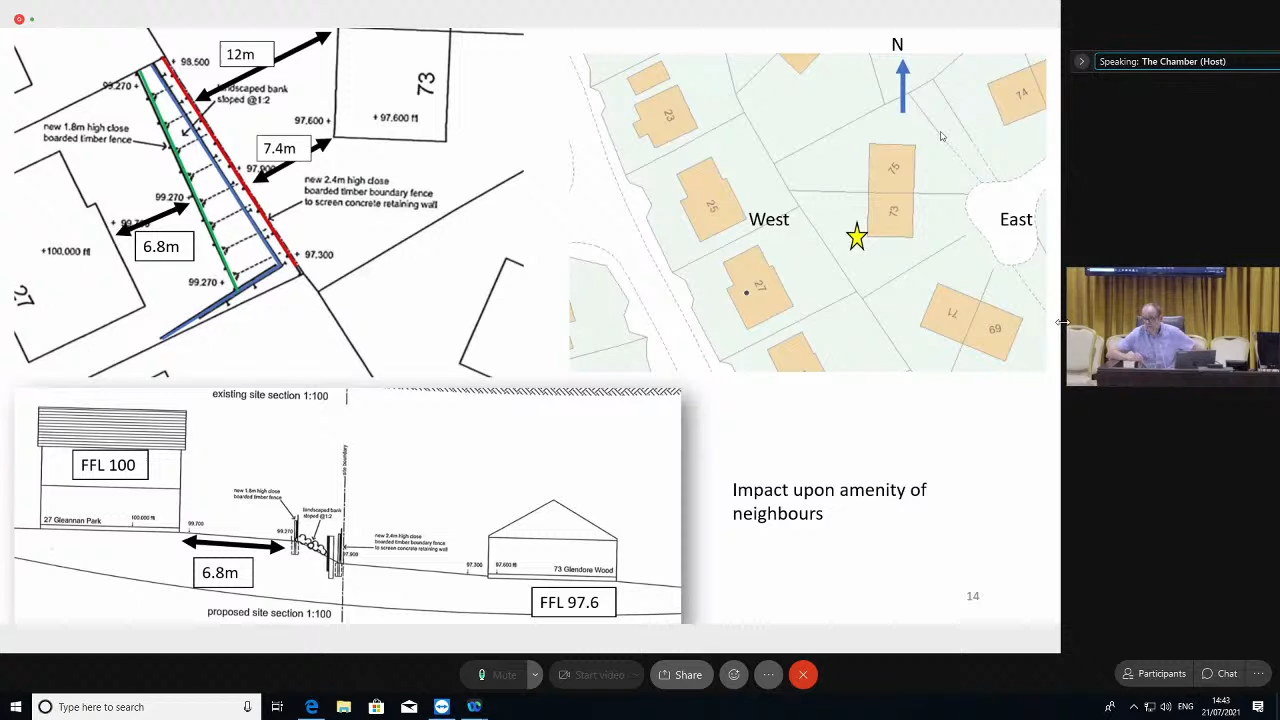 12m
98.500
99.270 +
landscaped bank
sloped @1:2
73
new 1.8m high close
boarded timber fence
97.600 +
+ 97.600 ffl
7.4m
new 2.4m high close
boarded timber boundary fence
to screen concrete retaining wall
99.270
6.8m
+100,000 ffl
+ 97.300
99.270 +
27
N
23
74
25
75
West
73
East
27
71
69
existing site section 1:100
FFL 100
site boundary
new 1.8m high close
boarded timber fence
landscaped bank
sloped @1:2
27 Gleannan Park
100.000 ffl
99.700
99.270
new 2.4m high close
boarded timber boundary fence
to screen concrete retaining wall
97.900
97.300
97.600 ffl
73 Glendore Wood
6.8m
FFL 97.6
proposed site section 1:100
Impact upon amenity of
neighbours
14
Speaking: The Chamber (Host)
Mute
Start video
Share
Participants
Chat
Type here to search
14:43
21/07/2021